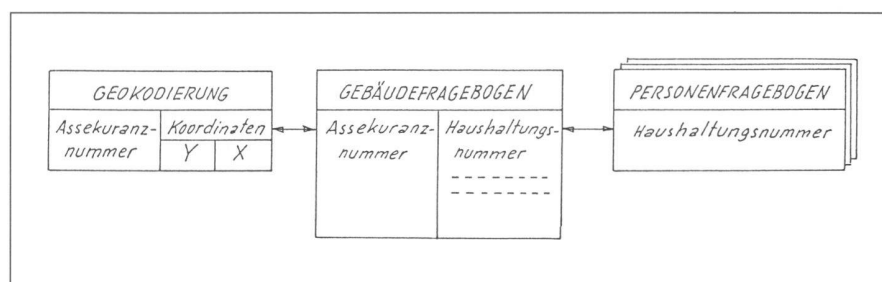 GEOKODIERUNG
Assekuranz-
nummer
Koordinaten
Y X
GEBÄUDEFRAGEBOGEN
Assekuranz-
nummer
Haushaltungs-
nummer
PERSONENFRAGEBOGEN
Haushaltungsnummer